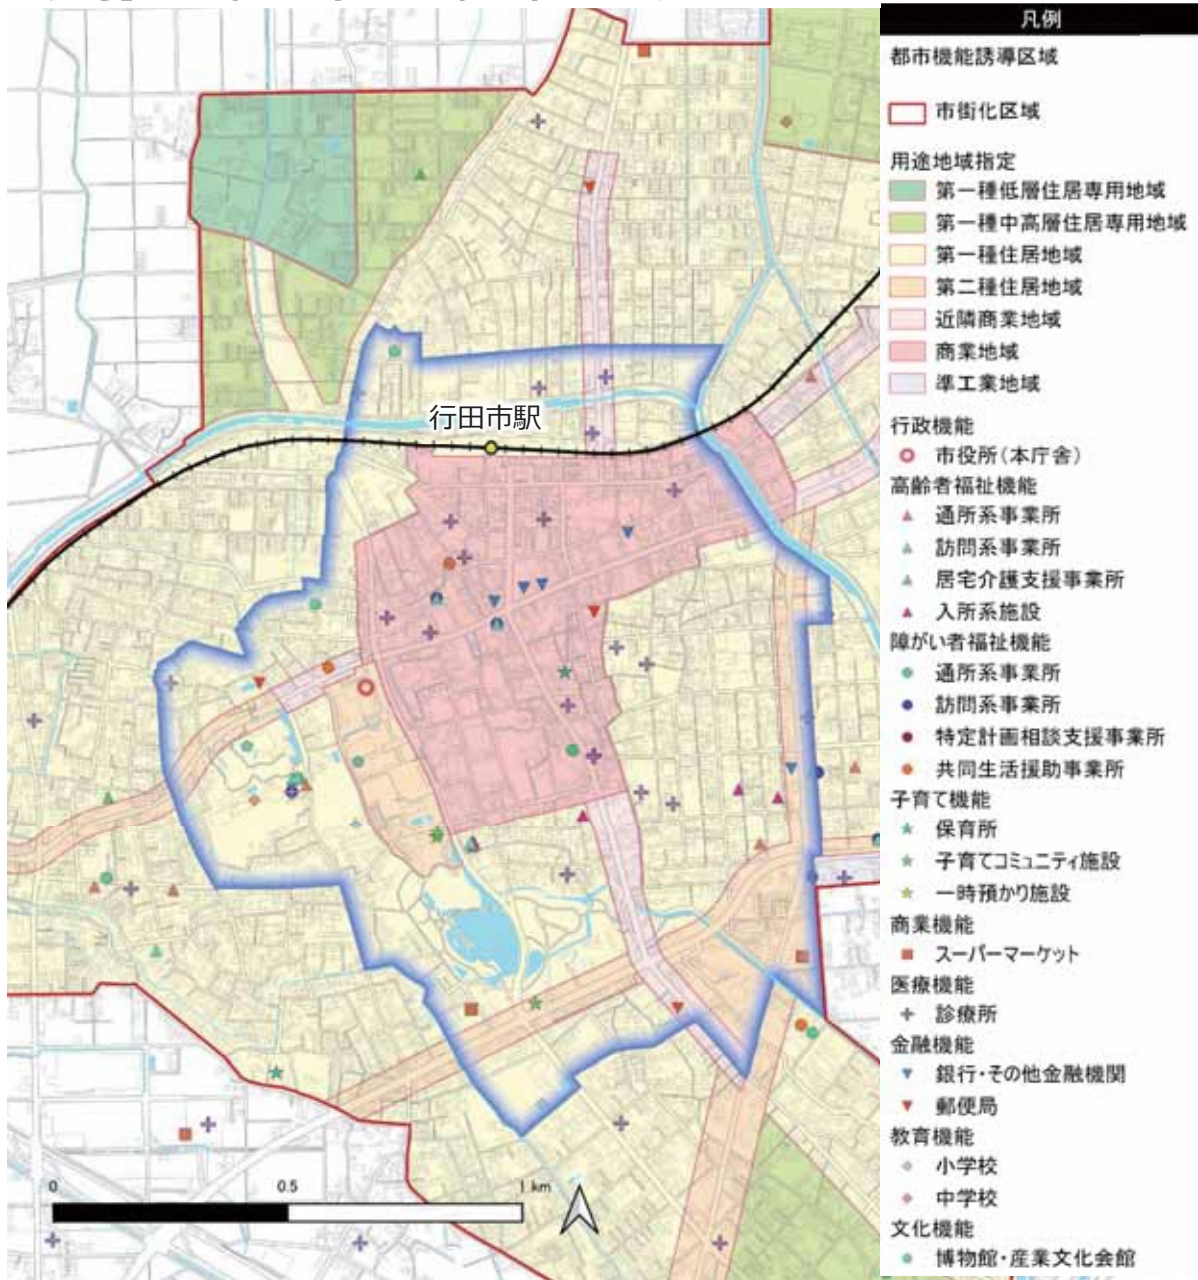 行田市駅
0 0.5 1 km
凡例
都市機能誘導区域
市街化区域
用途地域指定
第一種低層住居専用地域
第一種中高層住居専用地域
第一種住居地域
第二種住居地域
近隣商業地域
商業地域
準工業地域
行政機能
市役所(本庁舎)
高齢者福祉機能
通所系事業所
訪問系事業所
居宅介護支援事業所
入所系施設
障がい者福祉機能
通所系事業所
訪問系事業所
特定計画相談支援事業所
共同生活援助事業所
子育て機能
保育所
子育てコミュニティ施設
一時預かり施設
商業機能
スーパーマーケット
医療機能
診療所
金融機能
銀行・その他金融機関
郵便局
教育機能
小学校
中学校
文化機能
博物館・産業文化会館